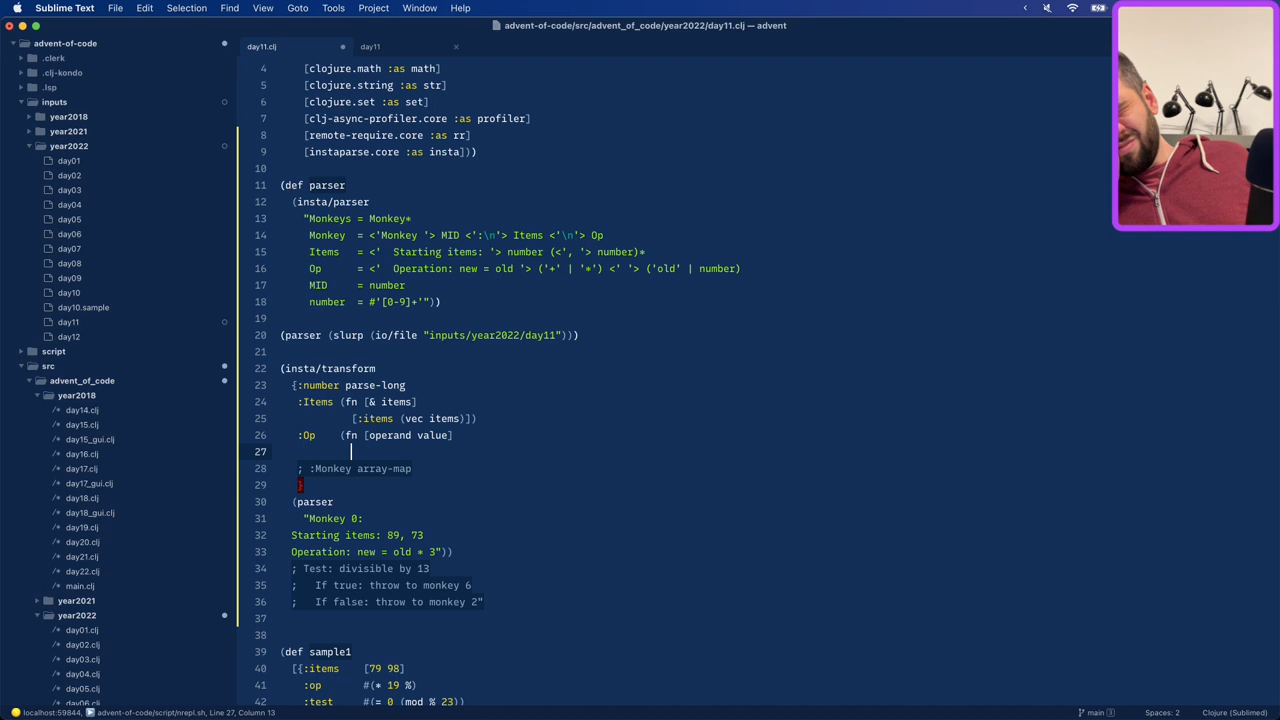 Sublime Text File Edit Selection Find View Goto Tools Project Window Help
advent-of-code/src/advent_of_code/year2022/day11.clj — advent
advent-of-code
.clerk
.clj-kondo
.lsp
inputs
year2018
year2021
year2022
day01
day02
day03
day04
day05
day06
day07
day08
day09
day10
day10.sample
day11
day12
script
src
advent_of_code
year2018
/* day14.clj
/* day15.clj
/* day15_gui.clj
/* day16.clj
/* day17.clj
/* day17_gui.clj
/* day18.clj
/* day18_gui.clj
/* day19.clj
/* day20.clj
/* day21.clj
/* day22.clj
/* main.clj
year2021
year2022
/* day01.clj
/* day02.clj
/* day03.clj
/* day04.clj
/* day05.clj
/* day06.clj
day11.clj day11
4 [clojure.math :as math]
5 [clojure.string :as str]
6 [clojure.set :as set]
7 [clj-async-profiler.core :as profiler]
8 [remote-require.core :as rr]
9 [instaparse.core :as insta]))
10
11 (def parser
12 (insta/parser
13 "Monkeys = Monkey*
14 Monkey = <'Monkey '> MID <':\n'> Items <'\n'> Op
15 Items = <' Starting items: '> number (<', '> number)*
16 Op = <' Operation: new = old '> ('+' | '*') <' '> ('old' | number)
17 MID = number
18 number = #'[0-9]+'"))
19
20 (parser (slurp (io/file "inputs/year2022/day11")))
21
22 (insta/transform
23 {:number parse-long
24 :Items (fn [& items]
25 [:items (vec items)])
26 :Op (fn [operand value]
27
28 ; :Monkey array-map
29 }
30 (parser
31 "Monkey 0:
32 Starting items: 89, 73
33 Operation: new = old * 3"))
34 ; Test: divisible by 13
35 ; If true: throw to monkey 6
36 ; If false: throw to monkey 2"
37
38
39 (def sample1
40 [{:items [79 98]
41 :op #(* 19 %)
42 :test #(= 0 (mod % 23))
localhost:59844, advent-of-code/script/nrepl.sh, Line 27, Column 13 main 3 Spaces: 2 Clojure (Sublimed)